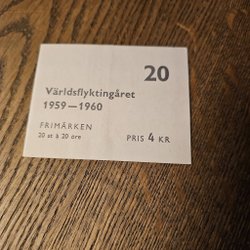 20
Världsflyktingåret
1959—1960
FRIMÄRKEN
20 st à 20 öre
PRIS 4 KR